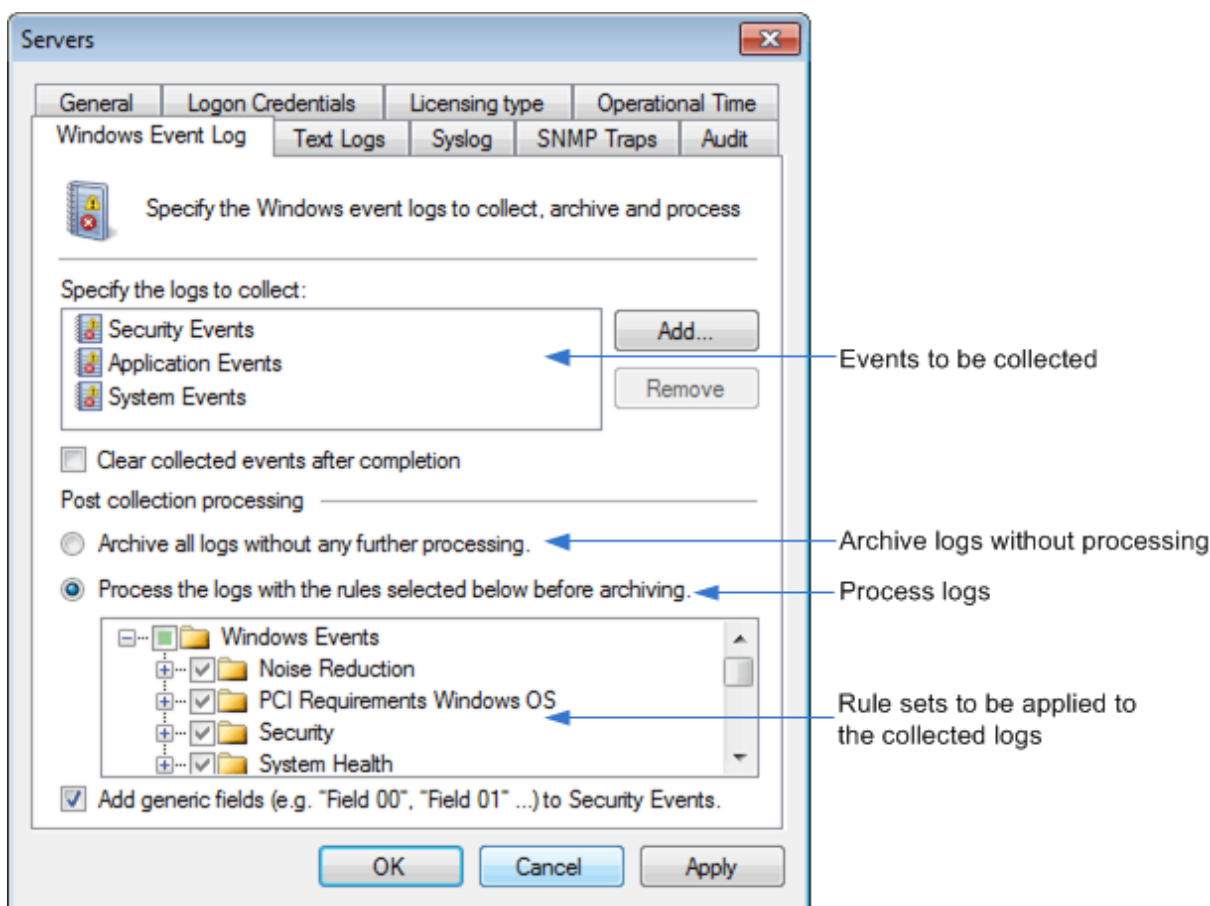 Servers
General
Logon Credentials
Licensing type
Operational Time
Windows Event Log
Text Logs
Syslog
SNMP Traps
Audit
Specify the Windows event logs to collect, archive and process
Specify the logs to collect:
Security Events
Application Events
System Events
Add...
Remove
Events to be collected
Clear collected events after completion
Post collection processing
Archive all logs without any further processing.
Archive logs without processing
Process the logs with the rules selected below before archiving.
Process logs
Windows Events
Noise Reduction
PCI Requirements Windows OS
Security
System Health
Rule sets to be applied to
the collected logs
Add generic fields (e.g. "Field 00", "Field 01" ...) to Security Events.
OK
Cancel
Apply